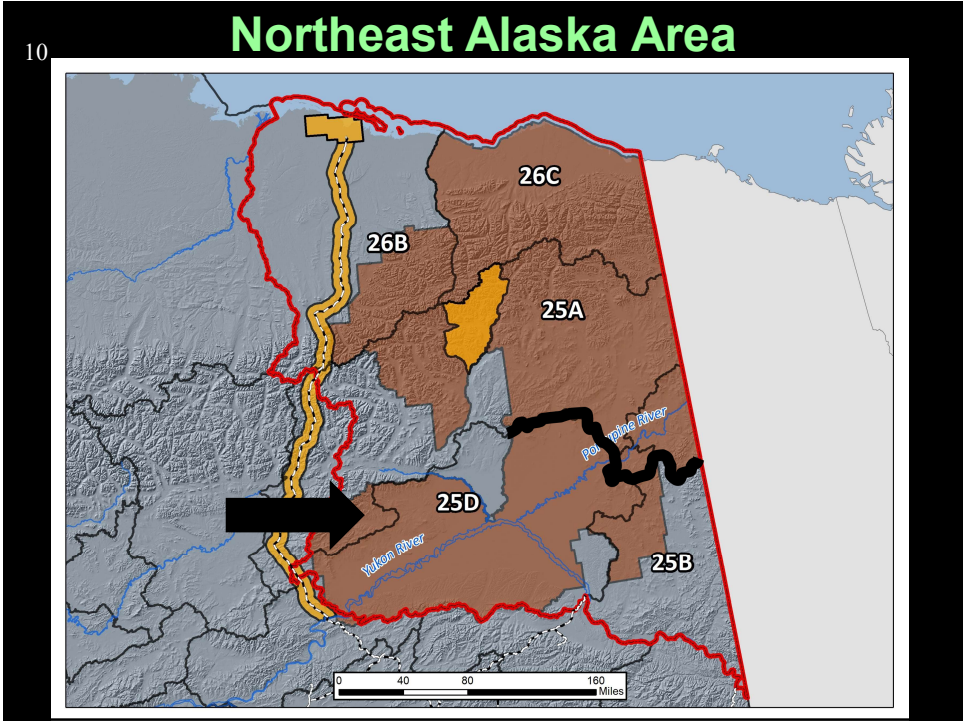 Northeast Alaska Area
10
26C
26B
25A
Porcupine River
25D
Yukon River
25B
0 40 80 160
Miles